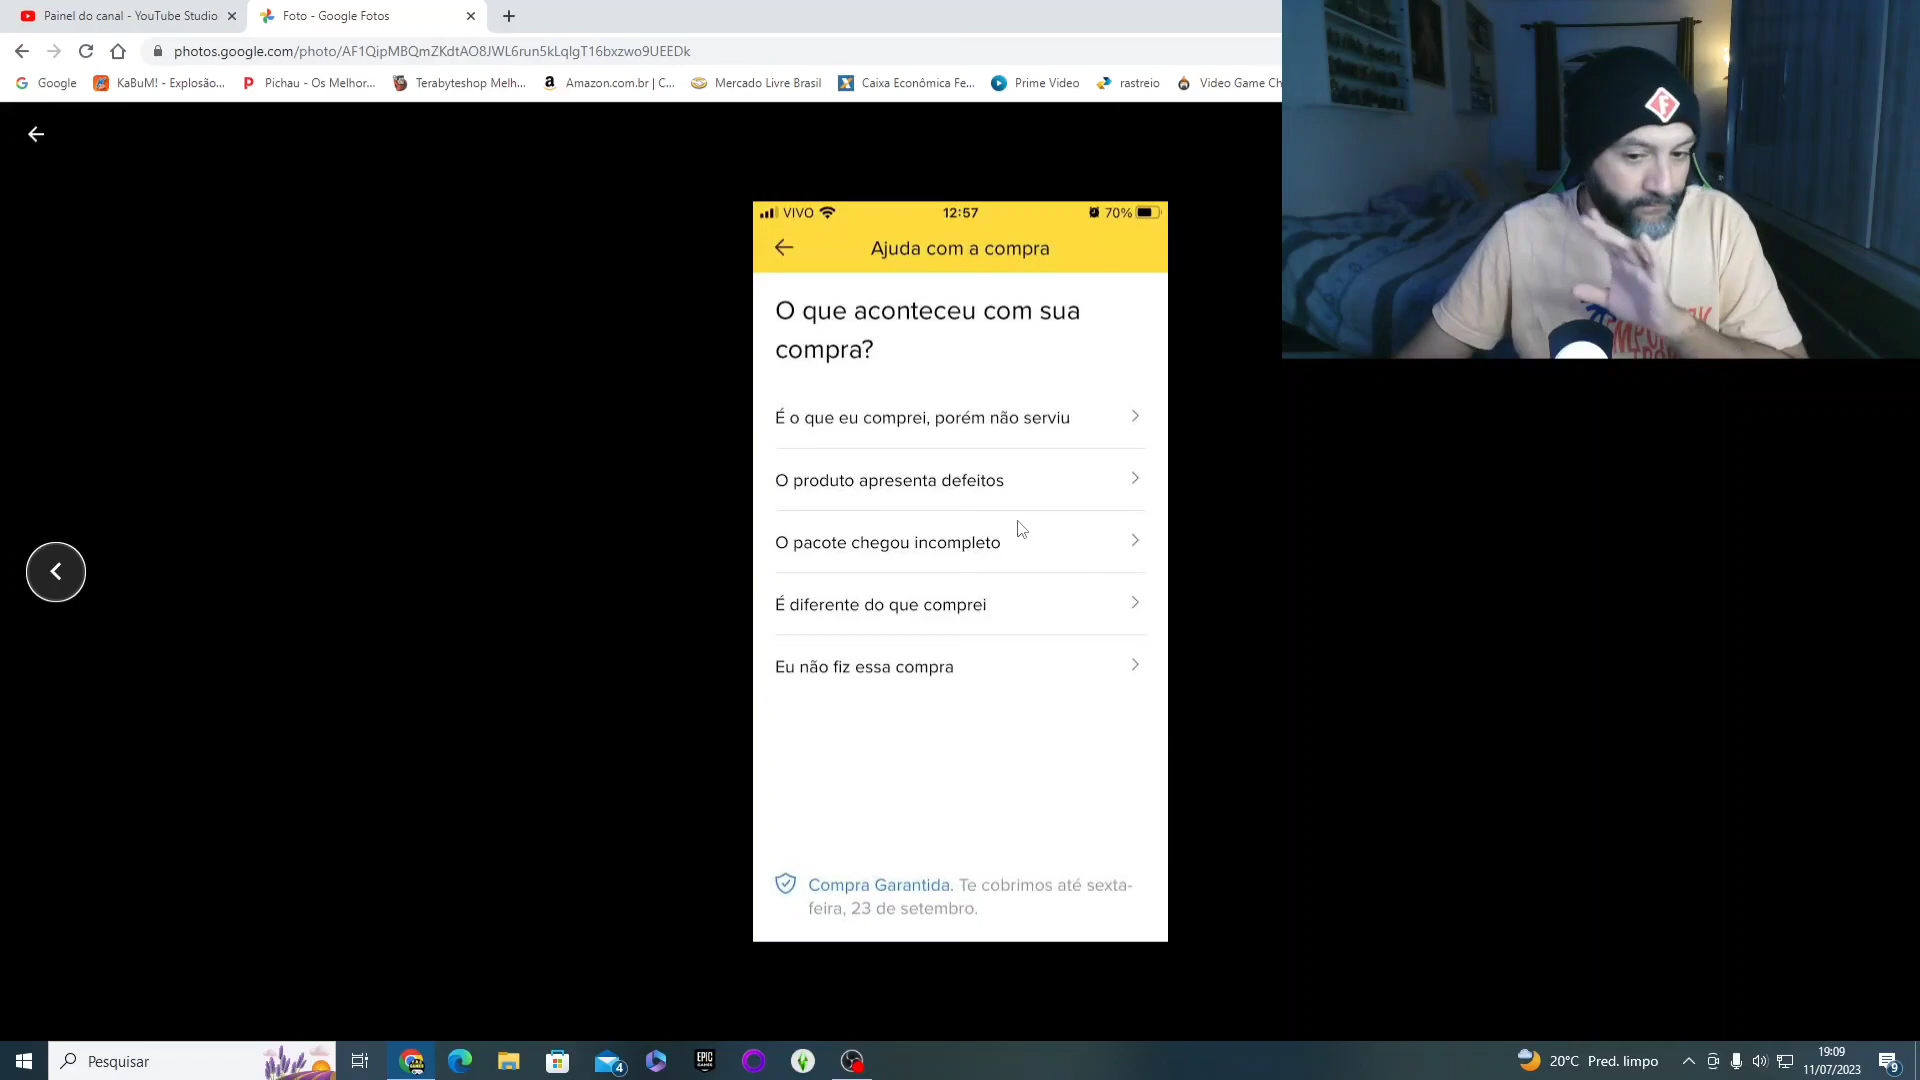 Painel do canal - YouTube Studio
Foto - Google Fotos
photos.google.com/photo/AF1QipMBQmZKdtAO8JWL6run5kLqlgT16bxzwo9UEEDk
Google
KaBuM! - Explosão...
Pichau - Os Melhor...
Terabyteshop Melh...
Amazon.com.br | C...
Mercado Livre Brasil
Caixa Econômica Fe...
Prime Video
rastreio
Video Game Ch
VIVO 12:57 70%
Ajuda com a compra
O que aconteceu com sua
compra?
É o que eu comprei, porém não serviu
O produto apresenta defeitos
O pacote chegou incompleto
É diferente do que comprei
Eu não fiz essa compra
Compra Garantida. Te cobrimos até sexta-
feira, 23 de setembro.
Pesquisar
4
EPIC
GAMES
20°C Pred. limpo
19:09
11/07/2023
9